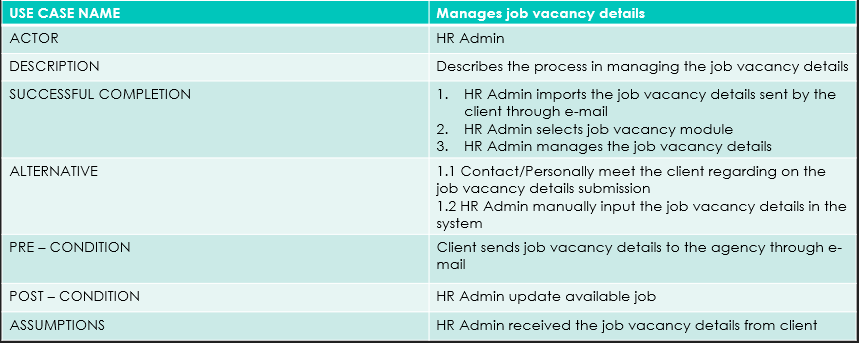 USE CASE NAME Manages job vacancy details
ACTOR HR Admin
DESCRIPTION Describes the process in managing the job vacancy details
SUCCESSFUL COMPLETION 1. HR Admin imports the job vacancy details sent by the
client through e-mail
2. HR Admin selects job vacancy module
3. HR Admin manages the job vacancy details
ALTERNATIVE 1.1 Contact/Personally meet the client regarding on the
job vacancy details submission
1.2 HR Admin manually input the job vacancy details in the
system
PRE – CONDITION Client sends job vacancy details to the agency through e-
mail
POST – CONDITION HR Admin update available job
ASSUMPTIONS HR Admin received the job vacancy details from client